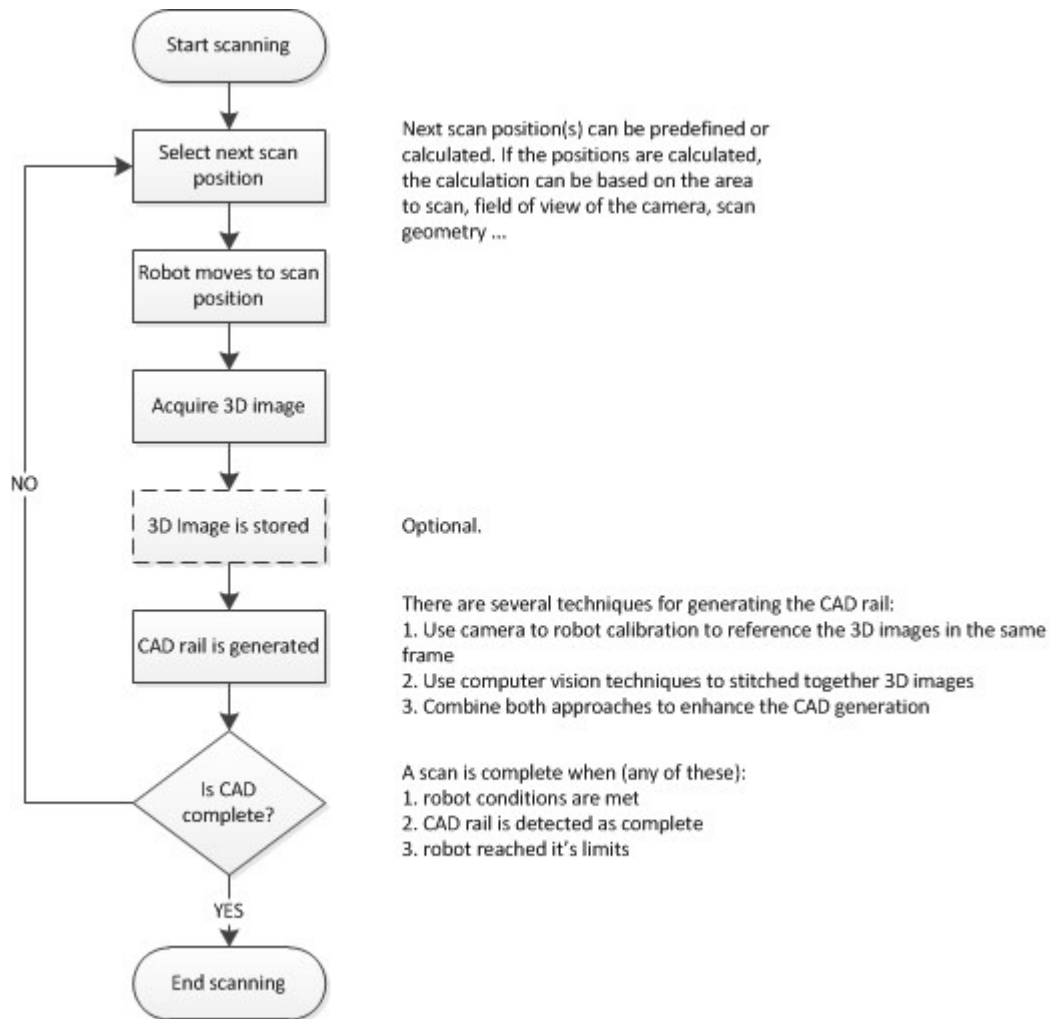 Start scanning
Select next scan
position
Next scan position(s) can be predefined or
calculated. If the positions are calculated,
the calculation can be based on the area
to scan, field of view of the camera, scan
geometry ...
Robot moves to scan
position
Acquire 3D image
NO
3D Image is stored
Optional.
CAD rail is generated
There are several techniques for generating the CAD rail:
1. Use camera to robot calibration to reference the 3D images in the same
frame
2. Use computer vision techniques to stitched together 3D images
3. Combine both approaches to enhance the CAD generation
Is CAD
complete?
A scan is complete when (any of these):
1. robot conditions are met
2. CAD rail is detected as complete
3. robot reached it's limits
YES
End scanning